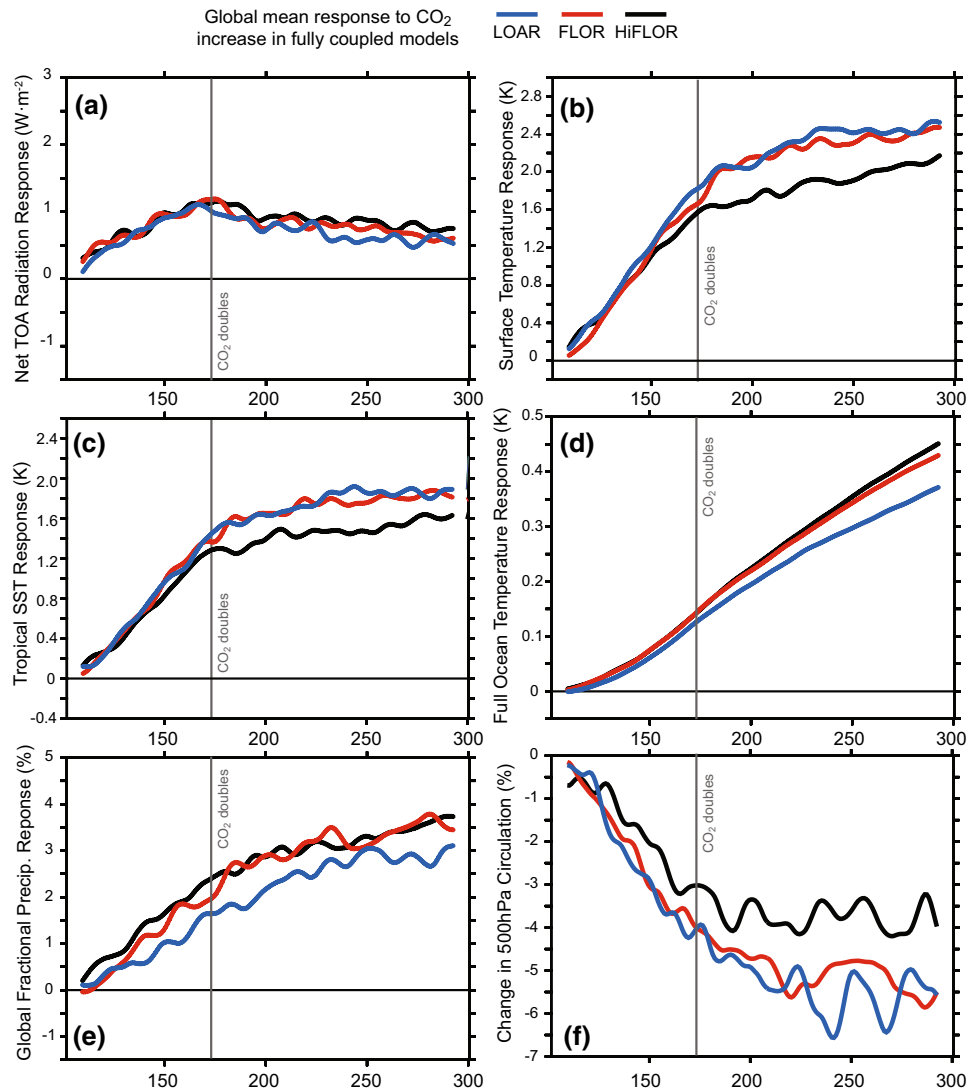 Global mean response to CO2
increase in fully coupled models
LOAR FLOR HiFLOR
(a)
Net TOA Radiation Response (W·m-2)
3
2
1
0
-1
CO2 doubles
150 200 250 300
(b)
Surface Temperature Response (K)
2.8
2.4
2.0
1.6
1.2
0.8
0.4
0
CO2 doubles
150 200 250 300
(c)
Tropical SST Response (K)
2.4
2.0
1.6
1.2
0.8
0.4
0
-0.4
CO2 doubles
150 200 250 300
(d)
Full Ocean Temperature Response (K)
0.5
0.4
0.3
0.2
0.1
0
CO2 doubles
150 200 250 300
(e)
Global Fractional Precip. Reponse (%)
5
4
3
2
1
0
-1
CO2 doubles
150 200 250 300
(f)
Change in 500hPa Circulation (%)
0
-1
-2
-3
-4
-5
-6
-7
CO2 doubles
150 200 250 300